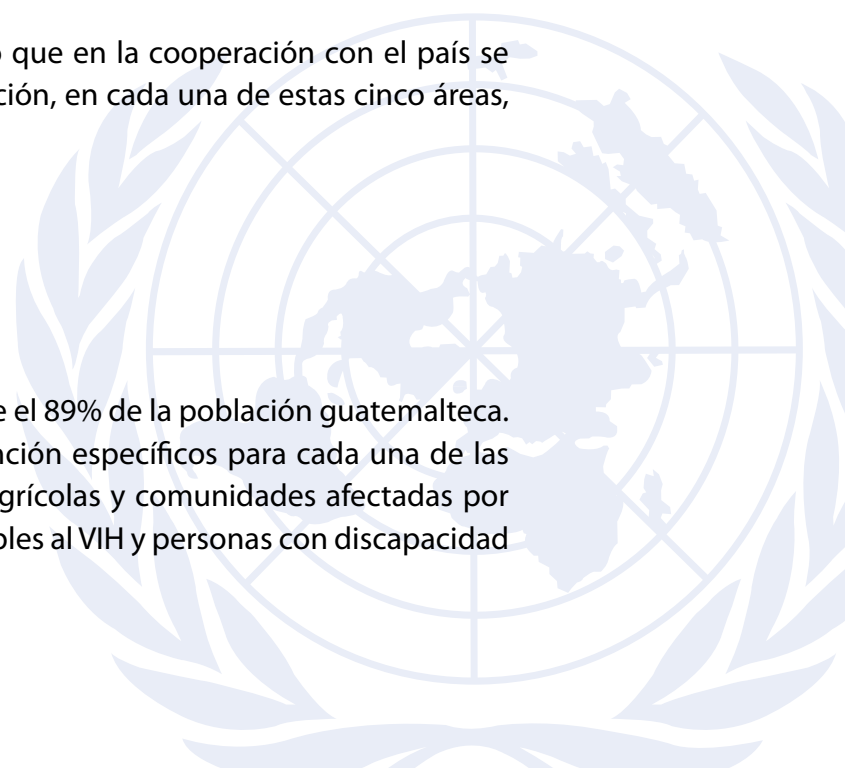 que en la cooperación con el país se
ción, en cada una de estas cinco áreas,
el 89% de la población guatemalteca.
nción específicos para cada una de las
grícolas y comunidades afectadas por
bles al VIH y personas con discapacidad